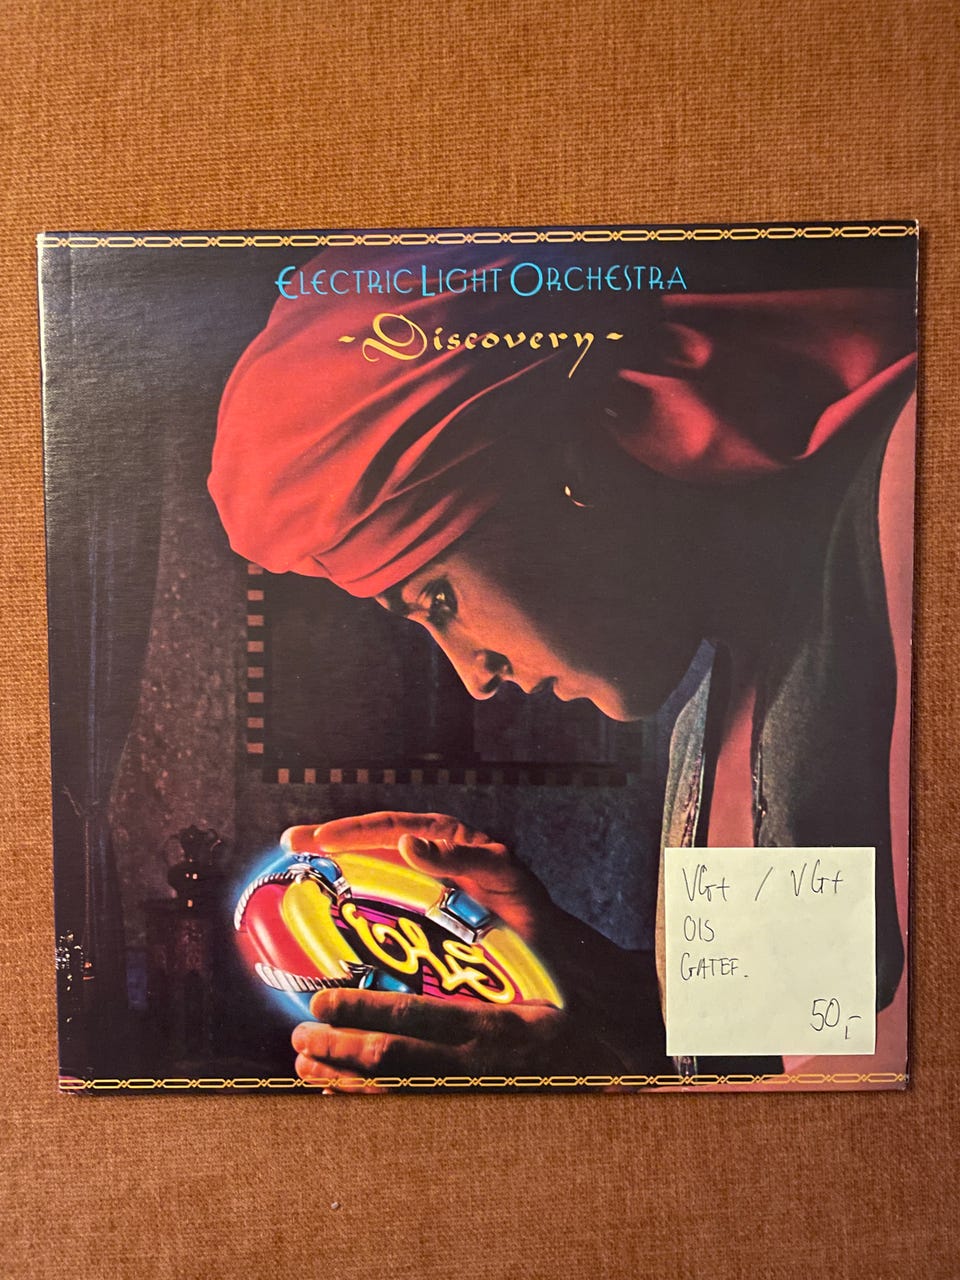 ELECTRIC LIGHT ORCHESTRA
-Discovery-
ELO
VG+ / VG+
OIS
GATEF.
50,-